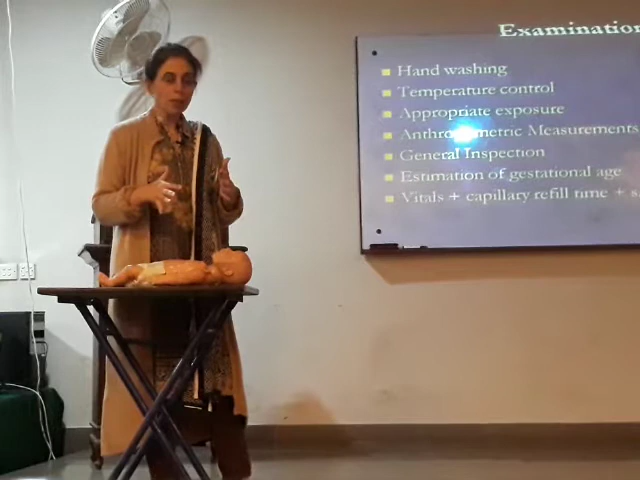 Examination
Hand washing
Temperature control
Appropriate exposure
Measurements
General Inspection
Estimation of gestational age
Vitals + capillary refill time +